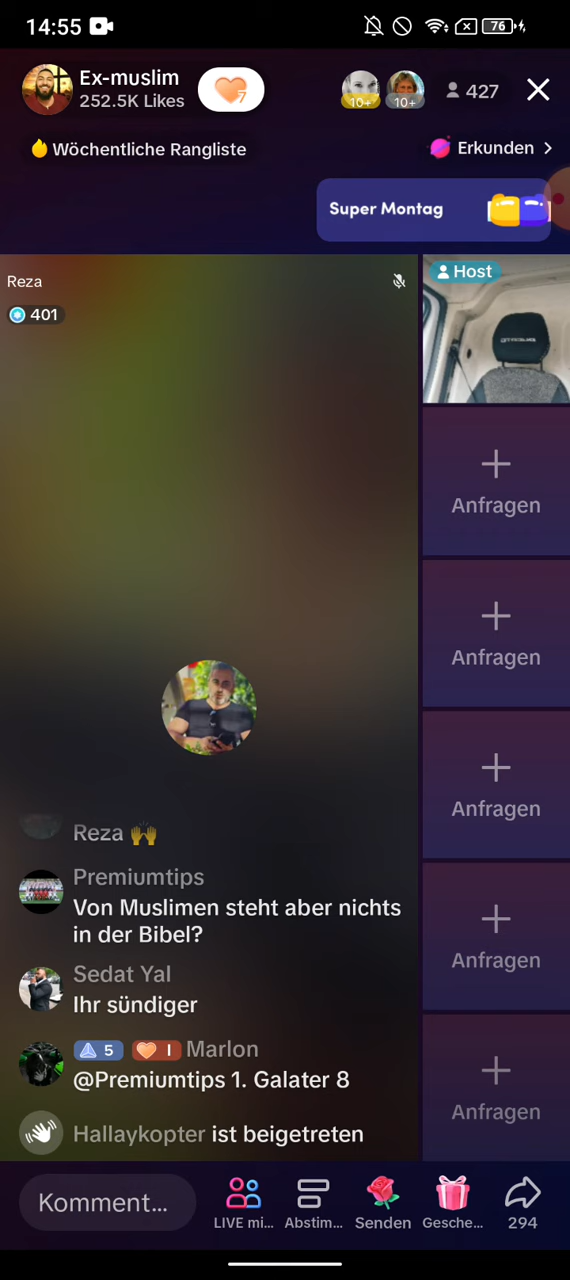 14:55
76
Ex-muslim
252.5K Likes
7
10+
10+
427
Wöchentliche Rangliste
Erkunden
Super Montag
Reza
401
Host
Anfragen
Anfragen
Anfragen
Anfragen
Anfragen
Reza 🙌
Premiumtips
Von Muslimen steht aber nichts
in der Bibel?
Sedat Yal
Ihr sündiger
5 I Marlon
@Premiumtips 1. Galater 8
Hallaykopter ist beigetreten
Komment...
LIVE mi...
Abstim...
Senden
Gesche...
294